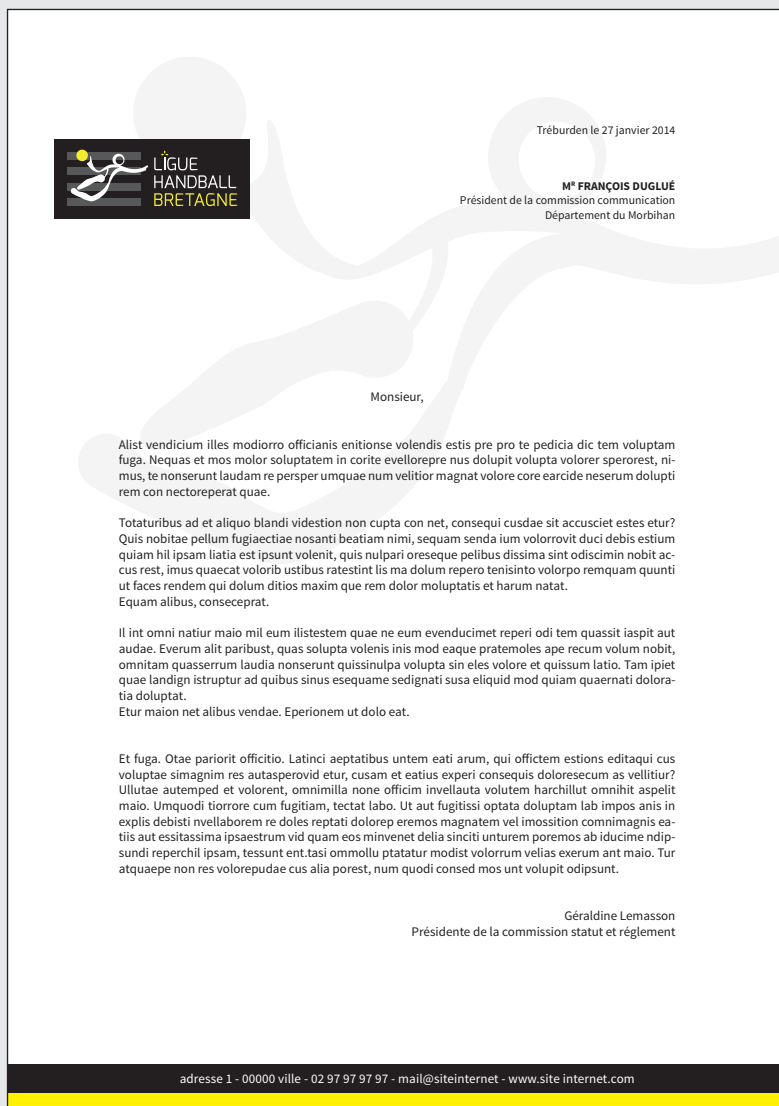 Tréburden le 27 janvier 2014
LIGUE
HANDBALL
BRETAGNE
Mᴿ FRANÇOIS DUGLUÉ
Président de la commission communication
Département du Morbihan
Monsieur,
Alist vendicium illes modiorro officianis enitionse volendis estis pre pro te pedicia dic tem voluptam
fuga. Nequas et mos molor soluptatem in corite evellorepre nus dolupit volupta volorer sperorest, ni-
mus, te nonserunt laudam re persper umquae num velitior magnat volore core earcide neserum dolupti
rem con nectoreperat quae.
Totaturibus ad et aliquo blandi videstion non cupta con net, consequi cusdae sit accusciet estes etur?
Quis nobitae pellum fugiaectiae nosanti beatiam nimi, sequam senda ium volorrovit duci debis estium
quiam hil ipsam liatia est ipsunt volenit, quis nulpari oreseque pelibus dissima sint odiscimin nobit ac-
cus rest, imus quaecat volorib ustibus ratestint lis ma dolum repero tenisinto volorpo remquam quunti
ut faces rendem qui dolum ditios maxim que rem dolor moluptatis et harum natat.
Equam alibus, conseceprat.
Il int omni natiur maio mil eum ilistestem quae ne eum evenducimet reperi odi tem quassit iaspit aut
audae. Everum alit paribust, quas solupta volenis inis mod eaque pratemoles ape recum volum nobit,
omnitam quasserrum laudia nonserunt quissinulpa volupta sin eles volore et quissum latio. Tam ipiet
quae landign istruptur ad quibus sinus esequame sedignati susa eliquid mod quiam quaernati dolora-
tia doluptat.
Etur maion net alibus vendae. Eperionem ut dolo eat.
Et fuga. Otae pariorit officitio. Latinci aeptatibus untem eati arum, qui offictem estions editaqui cus
voluptae simagnim res autasperovid etur, cusam et eatius experi consequis doloresecum as vellitiur?
Ullutae autemped et volorent, omnimilla none officim invellauta volutem harchillut omnihit aspelit
maio. Umquodi tiorrore cum fugitiam, tectat labo. Ut aut fugitissi optata doluptam lab impos anis in
explis debisti nvellaborem re doles reptati dolorep eremos magnatem vel imossition comnimagnis ea-
tiis aut essitassima ipsaestrum vid quam eos minvenet delia sinciti unturem poremos ab iducime ndip-
sundi reperchil ipsam, tessunt ent.tasi ommollu ptatatur modist volorrum velias exerum ant maio. Tur
atquaepe non res volorepudae cus alia porest, num quodi consed mos unt volupit odipsunt.
Géraldine Lemasson
Présidente de la commission statut et réglement
adresse 1 - 00000 ville - 02 97 97 97 97 - mail@siteinternet - www.site internet.com